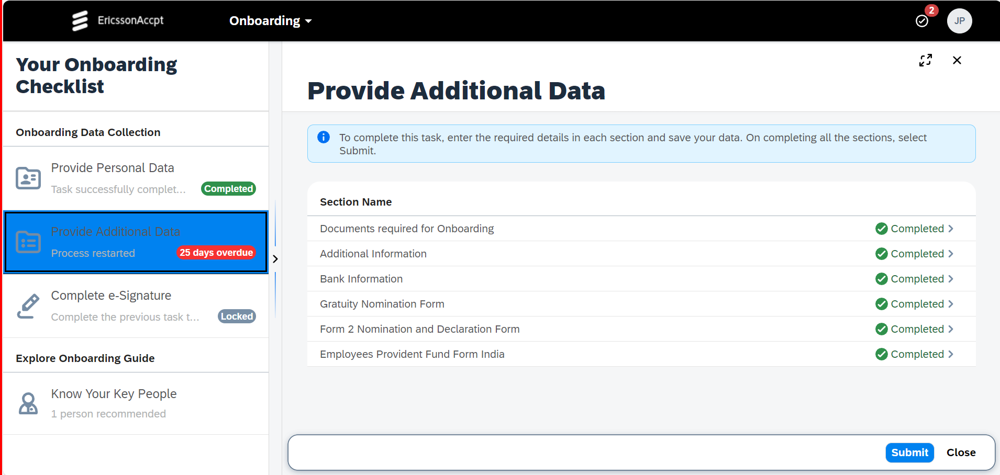 EricssonAccpt
Onboarding
2
JP
Your Onboarding
Checklist
Onboarding Data Collection
Provide Personal Data
Task successfully complet...
Completed
Provide Additional Data
Process restarted
25 days overdue
Complete e-Signature
Complete the previous task t...
Locked
Explore Onboarding Guide
Know Your Key People
1 person recommended
Provide Additional Data
To complete this task, enter the required details in each section and save your data. On completing all the sections, select
Submit.
Section Name
Documents required for Onboarding
Completed
Additional Information
Completed
Bank Information
Completed
Gratuity Nomination Form
Completed
Form 2 Nomination and Declaration Form
Completed
Employees Provident Fund Form India
Completed
Submit
Close